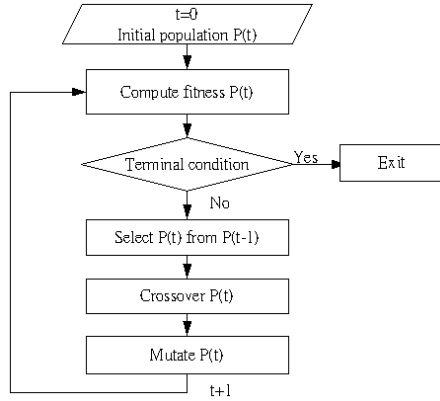 t=0
Initial population P(t)
Compute fitness P(t)
Terminal condition
Yes
Exit
No
Select P(t) from P(t-1)
Crossover P(t)
Mutate P(t)
t+1